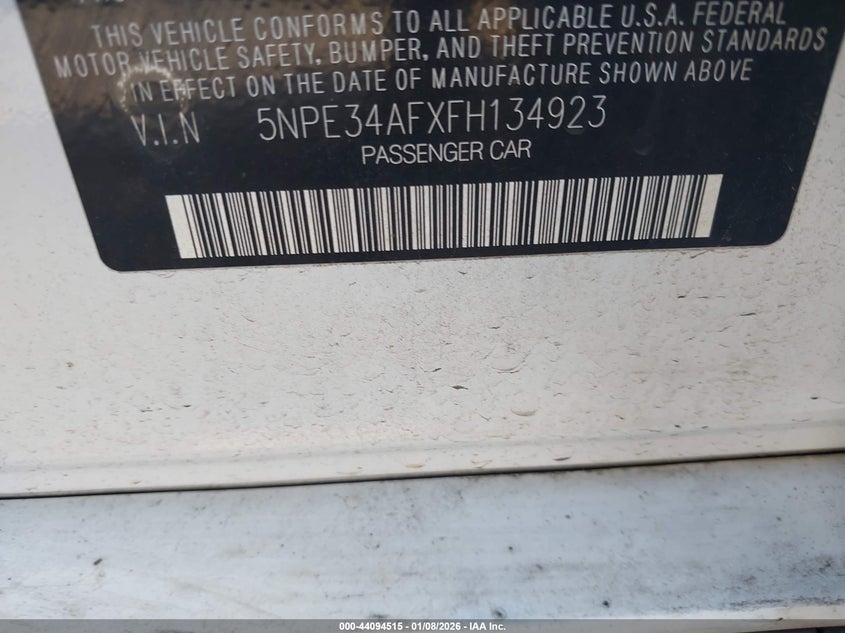 THIS VEHICLE CONFORMS TO ALL APPLICABLE U.S.A. FEDERAL
MOTOR VEHICLE SAFETY, BUMPER, AND THEFT PREVENTION STANDARDS
IN EFFECT ON THE DATE OF MANUFACTURE SHOWN ABOVE
V.I.N 5NPE34AFXFH134923
PASSENGER CAR
000-44094515 - 01/08/2026 - IAA Inc.